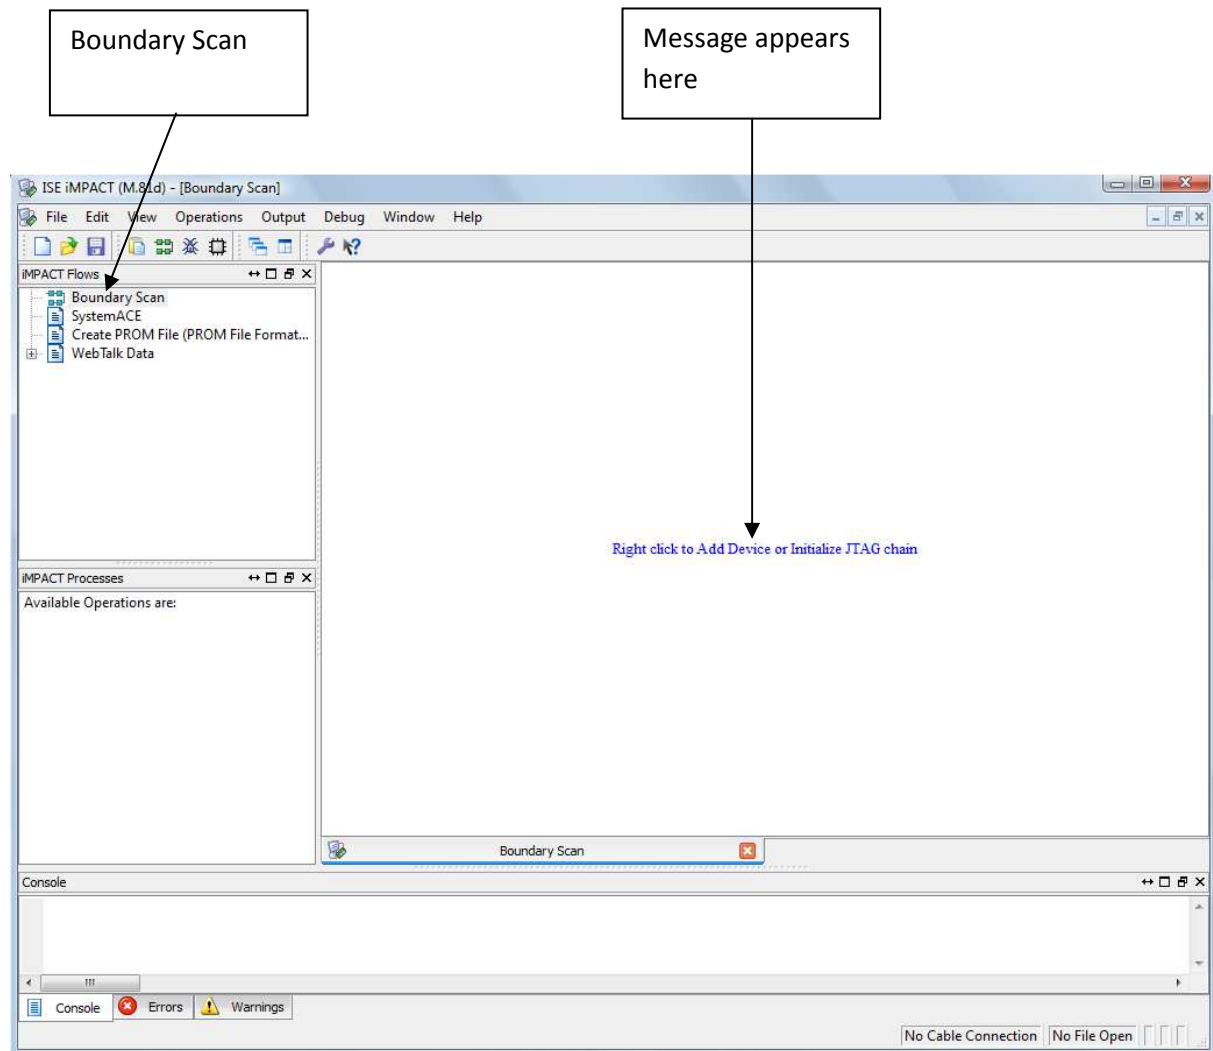 Boundary Scan
Message appears
here
ISE iMPACT (M.81d) - [Boundary Scan]
File Edit View Operations Output Debug Window Help
iMPACT Flows
Boundary Scan
SystemACE
Create PROM File (PROM File Format...
WebTalk Data
Right click to Add Device or Initialize JTAG chain
iMPACT Processes
Available Operations are:
Boundary Scan
Console
Console Errors Warnings
No Cable Connection No File Open